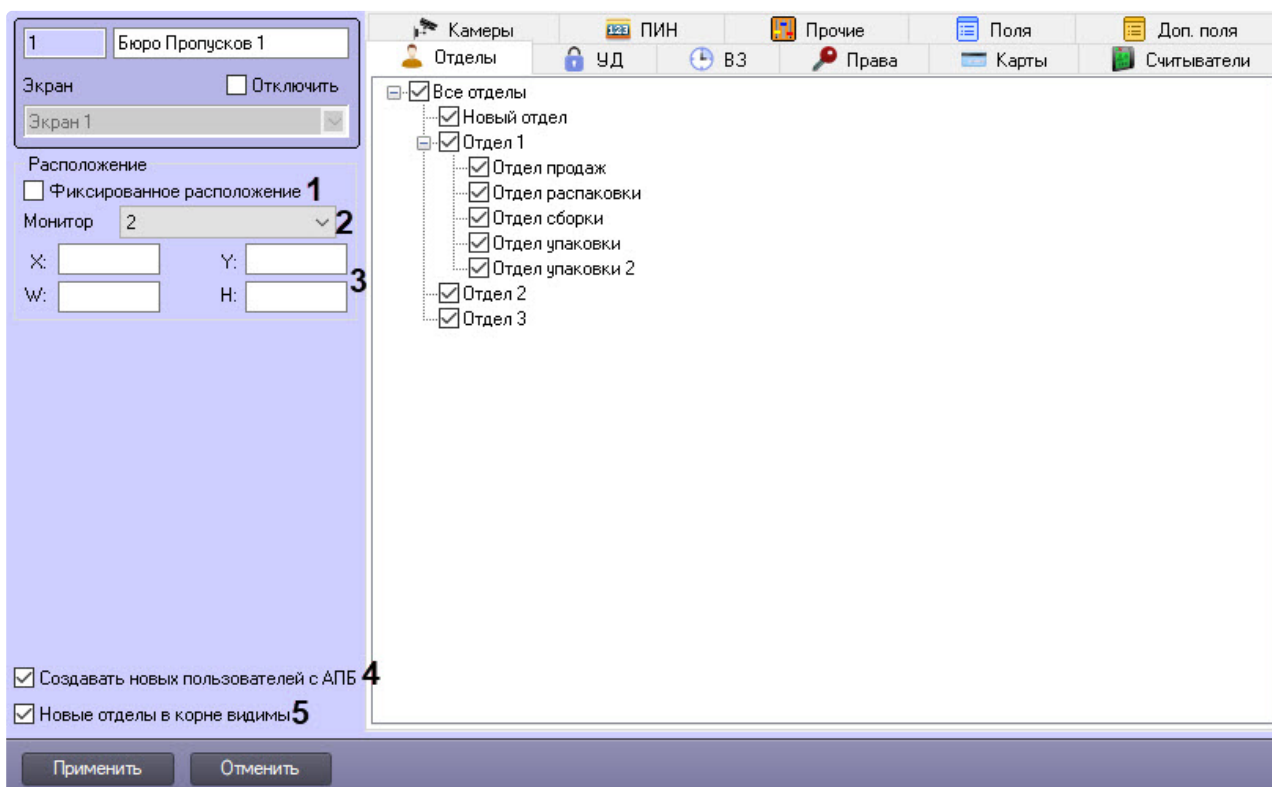 1 Бюро Пропусков 1
Экран Отключить
Экран 1
Расположение
Фиксированное расположение 1
Монитор 2 2
X: Y:
3
W: H:
Создавать новых пользователей с АПБ 4
Новые отделы в корне видимы 5
Применить Отменить
Камеры ПИН Прочие Поля Доп. поля
Отделы УД ВЗ Права Карты Считыватели
Все отделы
Новый отдел
Отдел 1
Отдел продаж
Отдел распаковки
Отдел сборки
Отдел упаковки
Отдел упаковки 2
Отдел 2
Отдел 3